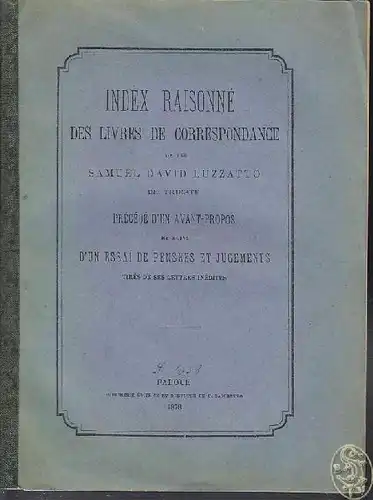 INDEX RAISONNÉ
DES LIVRES DE CORRESPONDANCE
DE FEU
SAMUEL DAVID LUZZATTO
DE TRIESTE
PRÉCÉDÉ D'UN AVANT-PROPOS
ET SUIVI
D'UN ESSAI DE PENSÉES ET JUGEMENTS
TIRÉS DE SES LETTRES INÉDITES
PADOUE
1878